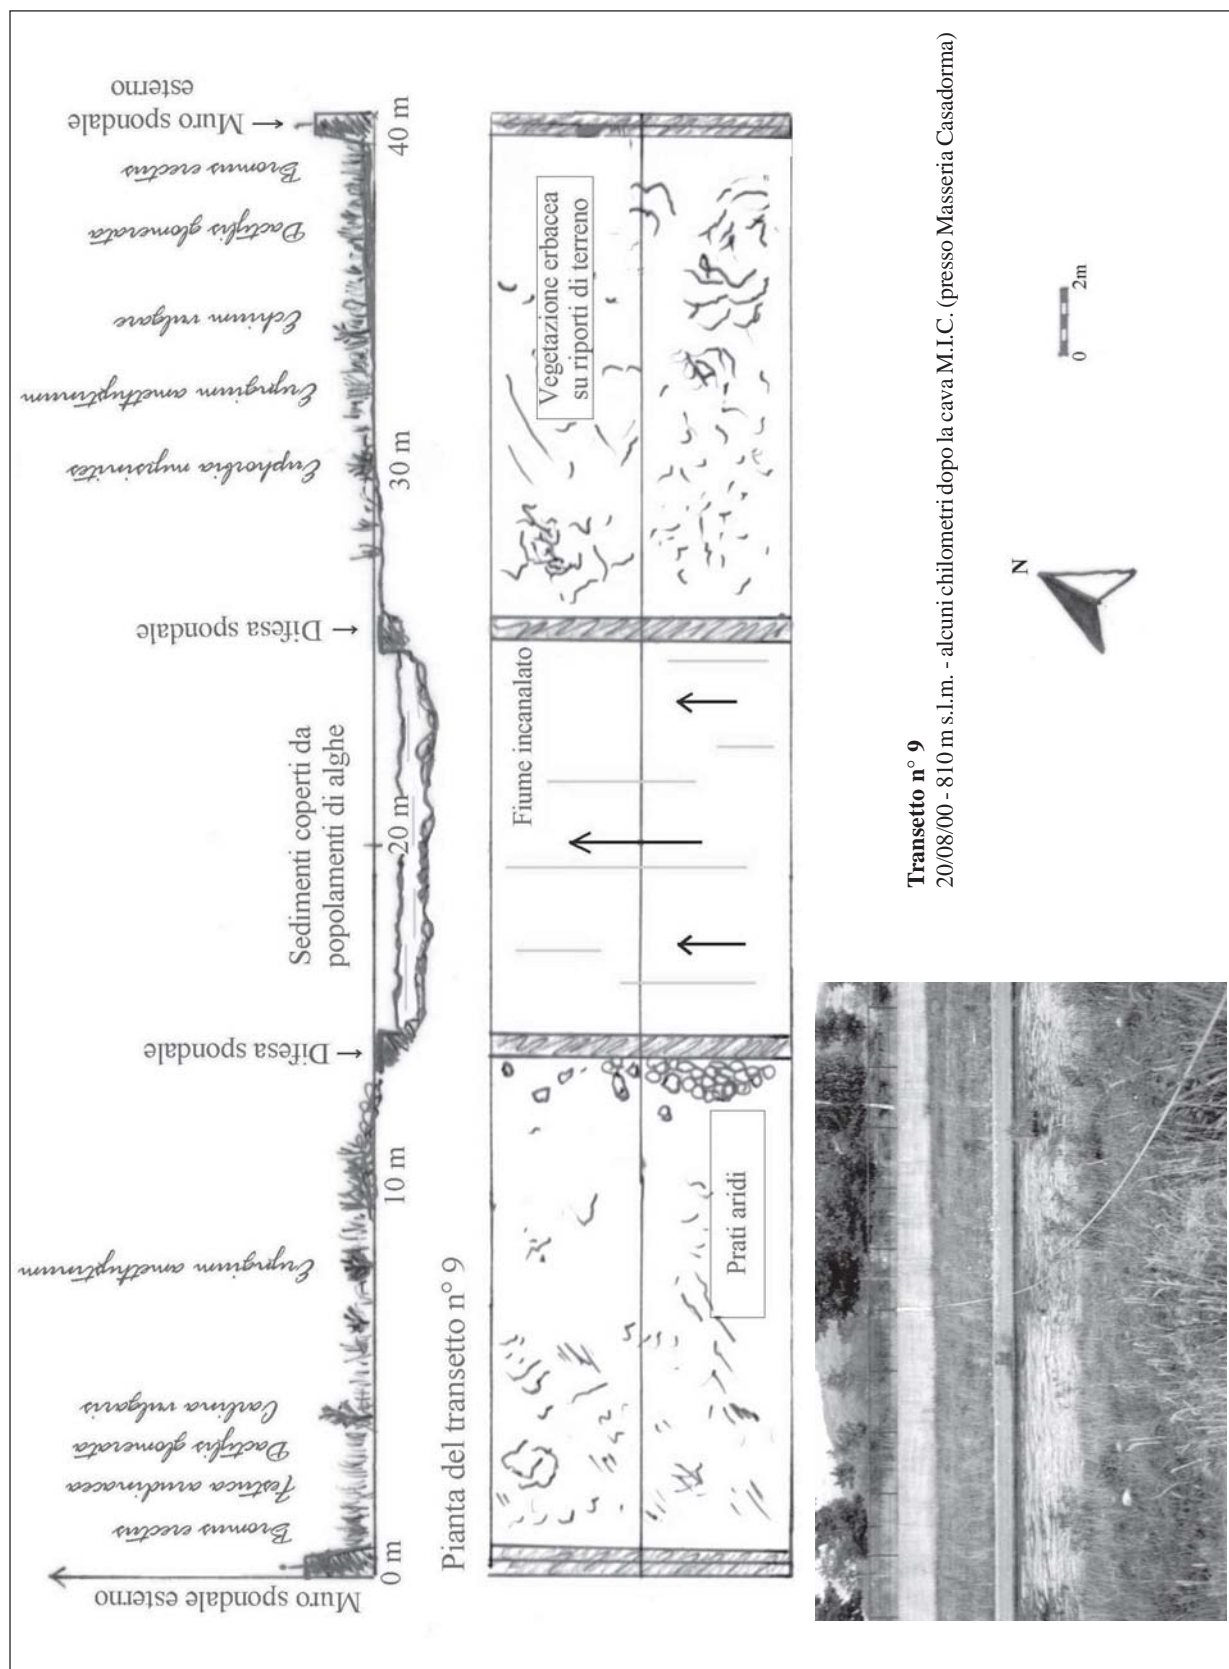 Muro spondale esterno
Bromus erectus
Festuca arudinacea
Dactylis glomerata
Carlina vulgaris
Eryngium amethystinum
Difesa spondale
Sedimenti coperti da
popolamenti di alghe
Difesa spondale
Euphorbia myrsinites
Eryngium amethystinum
Echium vulgare
Dactylis glomerata
Bromus erectus
Muro spondale
esterno
0 m
10 m
20 m
30 m
40 m
Pianta del transetto n° 9
Prati aridi
Fiume incanalato
Vegetazione erbacea
su riporti di terreno
Transetto n° 9
20/08/00 - 810 m s.l.m. - alcuni chilometri dopo la cava M.I.C. (presso Masseria Casadorma)
N
0
2m